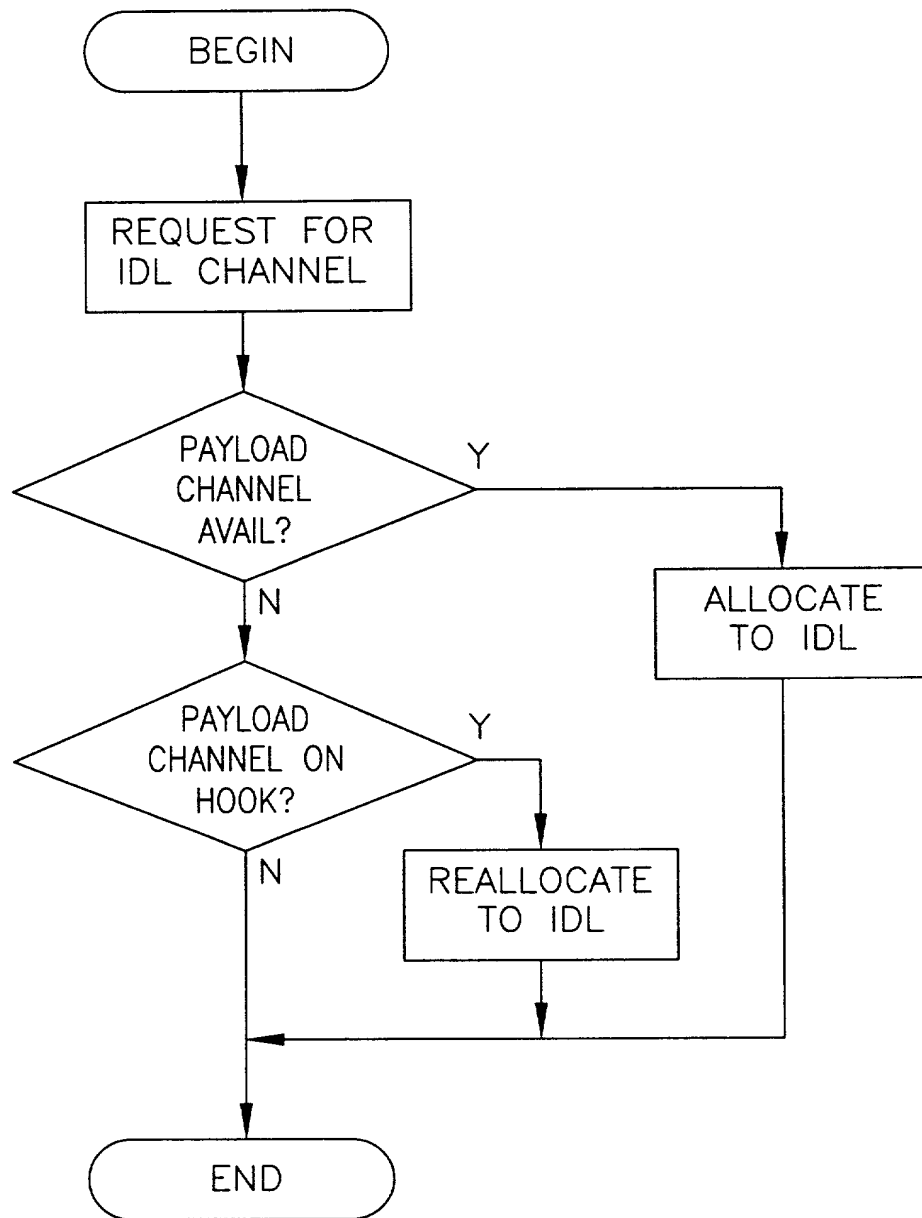 BEGIN
REQUEST FOR
IDL CHANNEL
PAYLOAD
CHANNEL
AVAIL?
Y
N
ALLOCATE
TO IDL
PAYLOAD
CHANNEL ON
HOOK?
Y
N
REALLOCATE
TO IDL
END